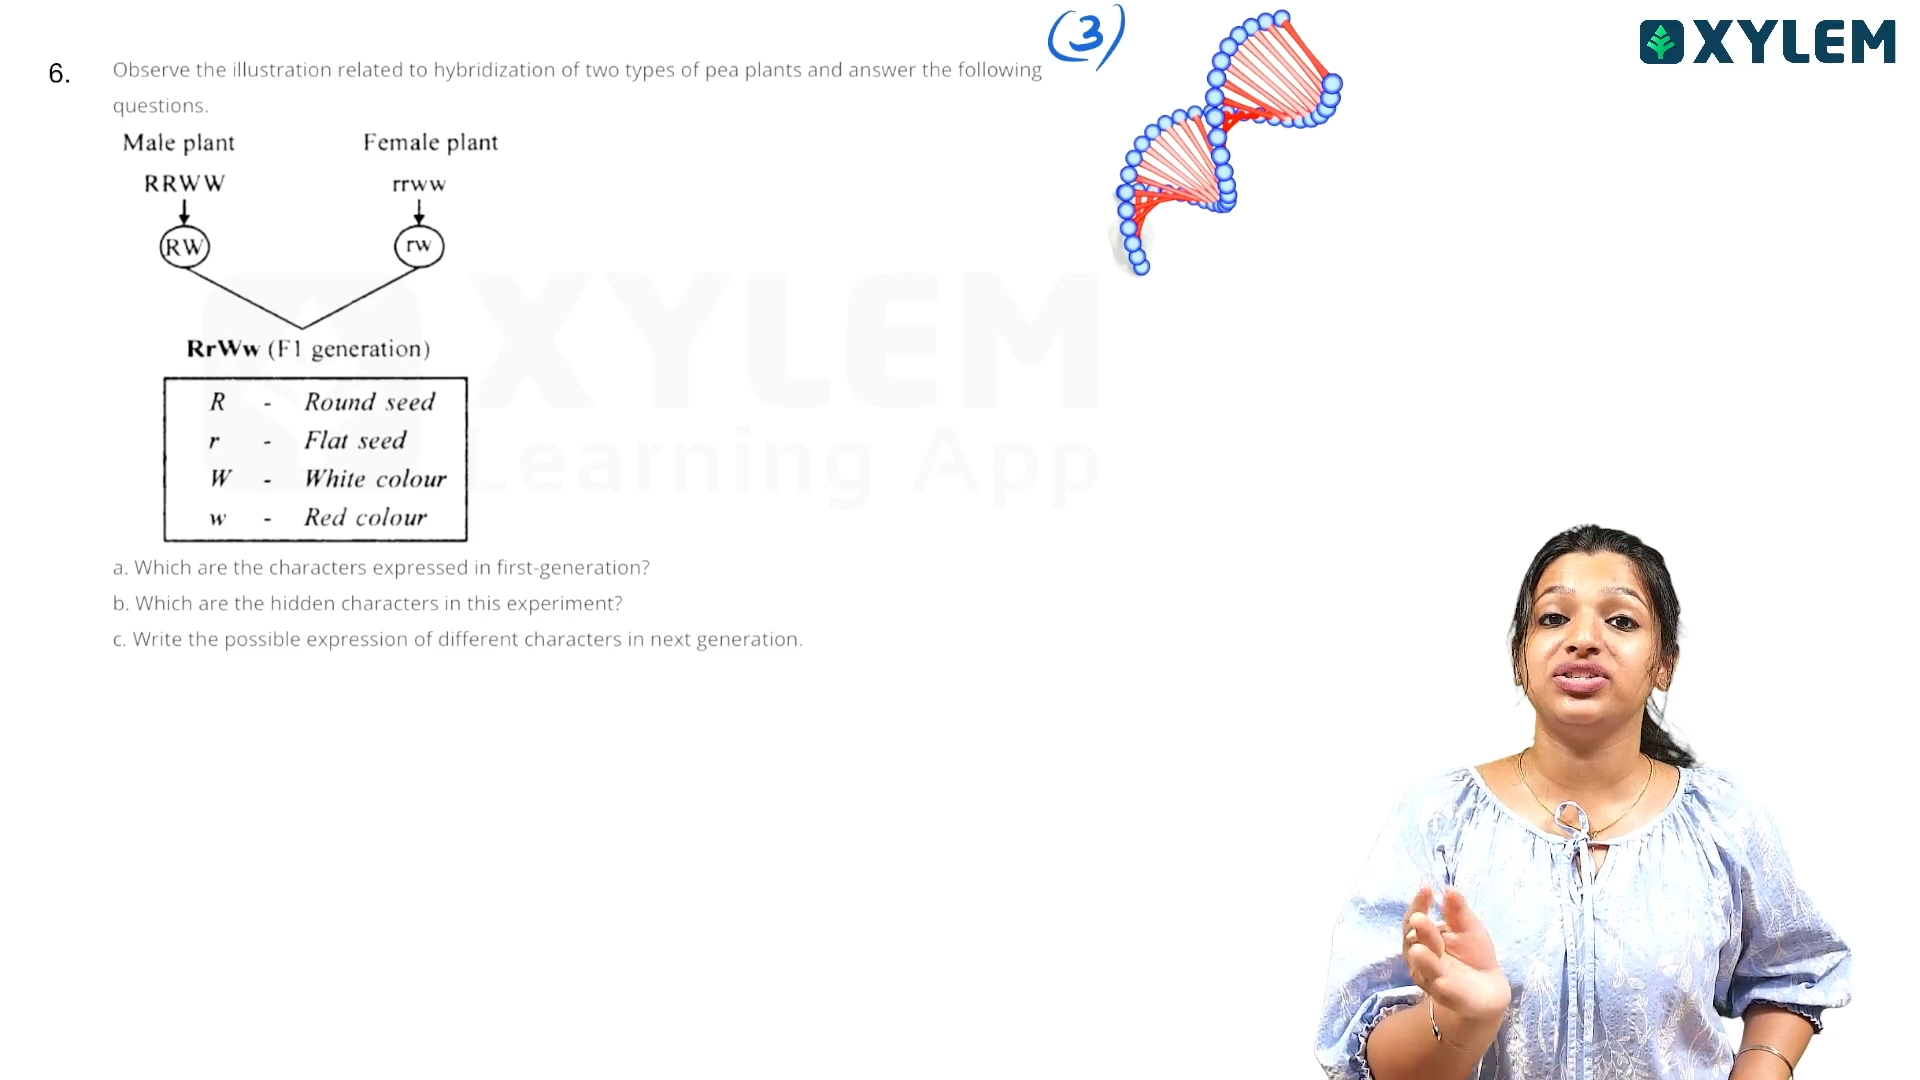 (3)
XYLEM
6. Observe the illustration related to hybridization of two types of pea plants and answer the following
questions.
Male plant Female plant
RRWW rrww
RW rw
RrWw (F1 generation)
R - Round seed
r - Flat seed
W - White colour
w - Red colour
a. Which are the characters expressed in first-generation?
b. Which are the hidden characters in this experiment?
c. Write the possible expression of different characters in next generation.
XYLEM
Learning App